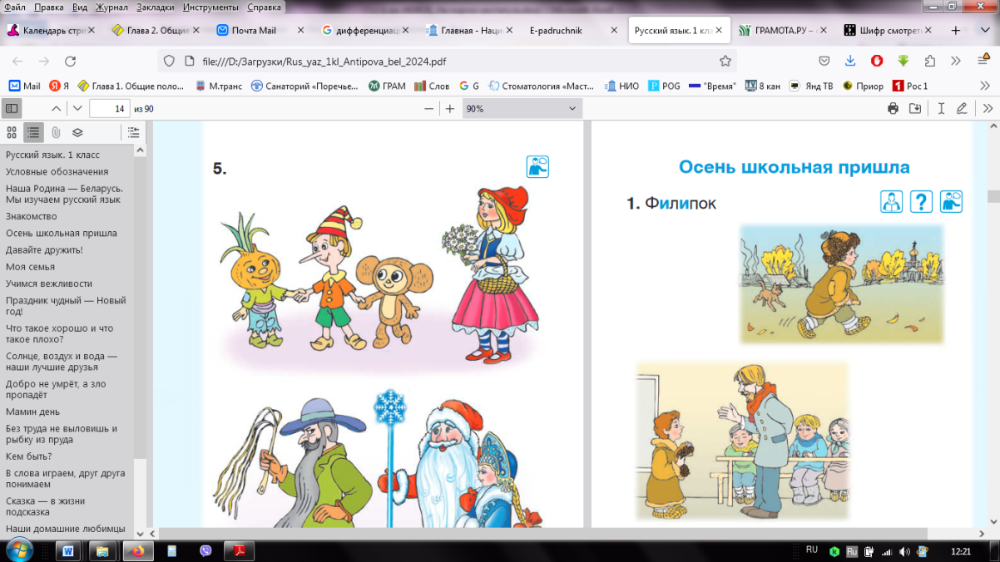 Файл Правка Вид Журнал Закладки Инструменты Справка
Календарь стри
Глава 2. Общие
Почта Mail
дифференциац
Главная - Наци
E-padruchnik
Русский язык. 1 кла
ГРАМОТА.РУ – с
Шифр смотреть
file:///D:/Загрузки/Rus_yaz_1kl_Antipova_bel_2024.pdf
Mail
Я
Глава 1. Общие поло...
М.транс
Санаторий «Поречье...
ГРАМ
Слов
G
Стоматология «Маст...
НИО
POG
"Время"
8 кан
Янд ТВ
Приор
Рос 1
14 из 90
90%
Русский язык. 1 класс
Условные обозначения
Наша Родина — Беларусь.
Мы изучаем русский язык
Знакомство
Осень школьная пришла
Давайте дружить!
Моя семья
Учимся вежливости
Праздник чудный — Новый
год!
Что такое хорошо и что
такое плохо?
Солнце, воздух и вода —
наши лучшие друзья
Добро не умрёт, а зло
пропадёт
Мамин день
Без труда не выловишь и
рыбку из пруда
Кем быть?
В слова играем, друг друга
понимаем
Сказка — в жизни
подсказка
Наши домашние любимцы
5.
Осень школьная пришла
1. Филипок
?
RU
Ru
12:21